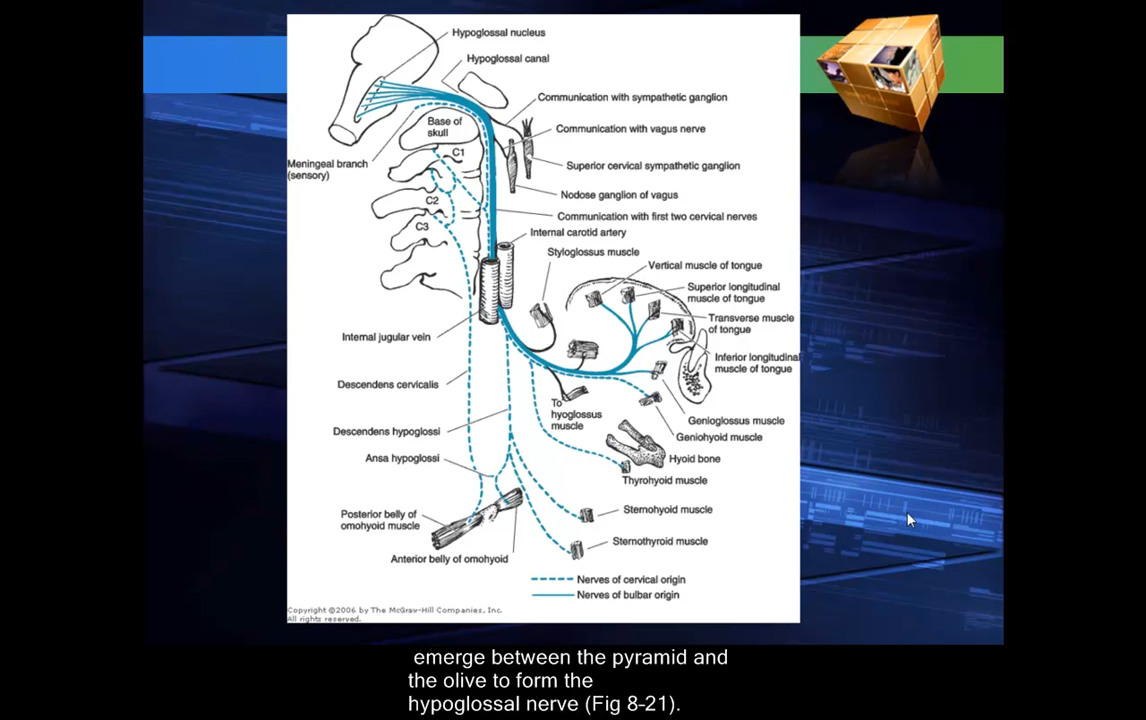 Hypoglossal nucleus
Hypoglossal canal
Communication with sympathetic ganglion
Base of
skull
Communication with vagus nerve
C1
Meningeal branch
(sensory)
Superior cervical sympathetic ganglion
Nodose ganglion of vagus
C2
Communication with first two cervical nerves
C3
Internal carotid artery
Styloglossus muscle
Vertical muscle of tongue
Superior longitudinal
muscle of tongue
Transverse muscle
of tongue
Internal jugular vein
Inferior longitudinal
muscle of tongue
Descendens cervicalis
To
hyoglossus
muscle
Genioglossus muscle
Descendens hypoglossi
Geniohyoid muscle
Ansa hypoglossi
Hyoid bone
Thyrohyoid muscle
Posterior belly of
omohyoid muscle
Sternohyoid muscle
Sternothyroid muscle
Anterior belly of omohyoid
Nerves of cervical origin
Nerves of bulbar origin
Copyright ©2006 by The McGraw-Hill Companies, Inc.
All rights reserved.
emerge between the pyramid and
the olive to form the
hypoglossal nerve (Fig 8-21).